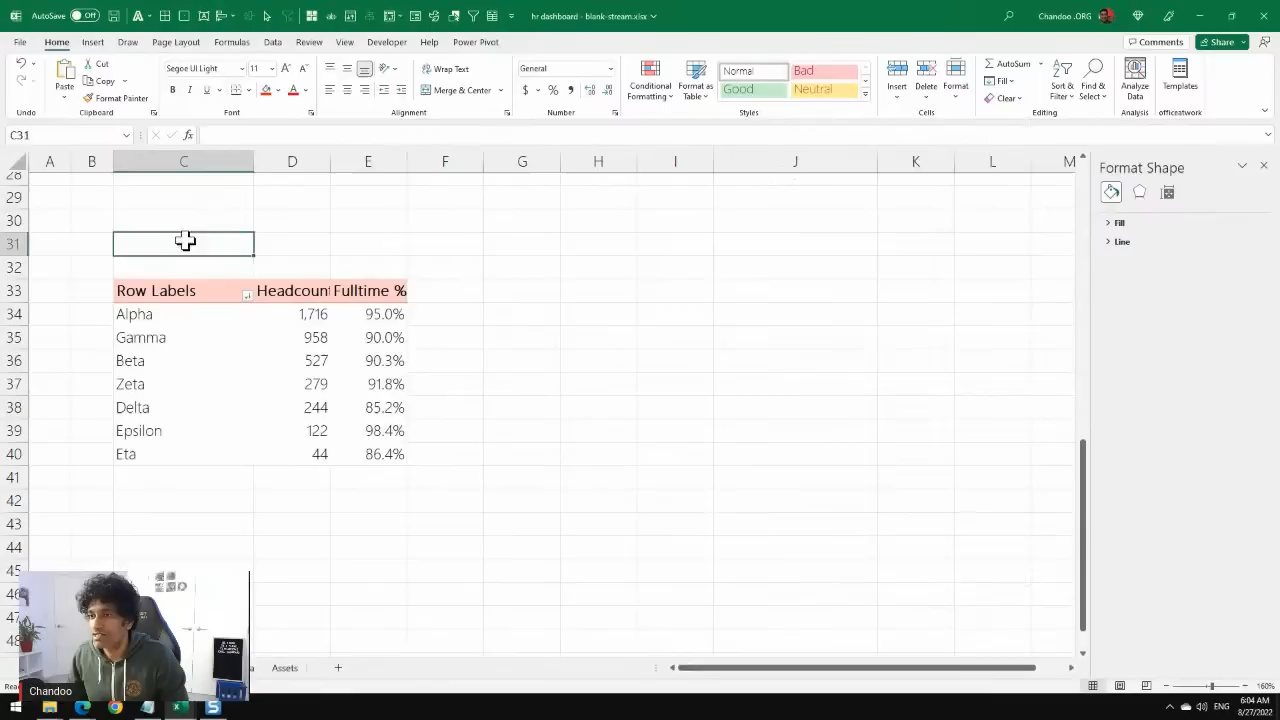 AutoSave Off
hr dashboard - blank-stream.xlsx
Chandoo .ORG
File Home Insert Draw Page Layout Formulas Data Review View Developer Help Power Pivot
Comments Share
Undo
Paste
Cut
Copy
Format Painter
Clipboard
Segoe UI Light 11
B I U
Font
Wrap Text
Merge & Center
Alignment
General
$ % ,
Number
Conditional Formatting
Format as Table
Normal Bad
Good Neutral
Styles
Insert Delete Format
Cells
AutoSum
Fill
Clear
Sort & Filter
Find & Select
Editing
Analyze Data
Analysis
Templates
officeatwork
C31
fx
A B C D E F G H I J K L M
28
29
30
31
32
33 Row Labels Headcount Fulltime %
34 Alpha 1,716 95.0%
35 Gamma 958 90.0%
36 Beta 527 90.3%
37 Zeta 279 91.8%
38 Delta 244 85.2%
39 Epsilon 122 98.4%
40 Eta 44 86.4%
41
42
43
44
45
46
47
48
Format Shape
Fill
Line
Chandoo
Assets
160%
ENG
6:04 AM
8/27/2022